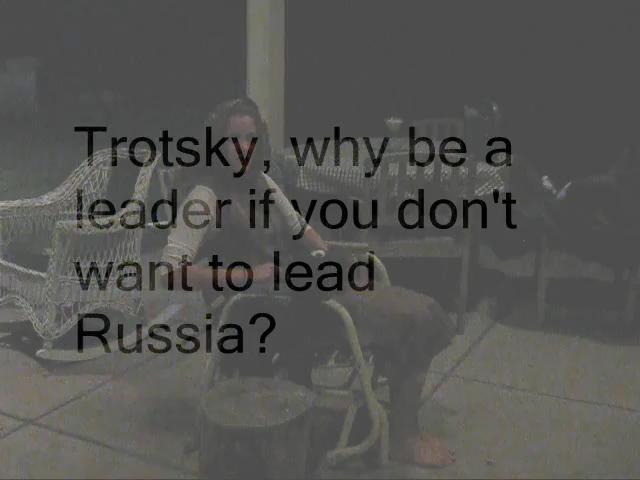 Trotsky, why be a
leader if you don't
want to lead
Russia?